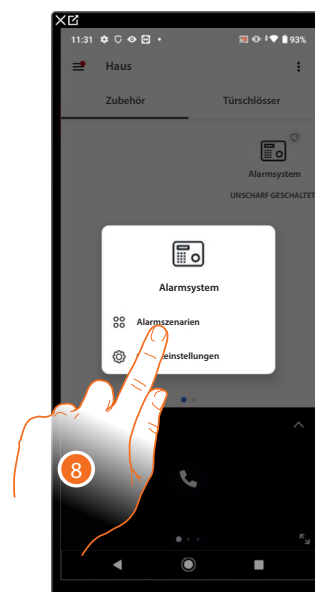 11:31 93%
Haus
Zubehör Türschlösser
Alarmsystem
UNSCHARF GESCHALTET
Alarmsystem
Alarmszenarien
einstellungen
8